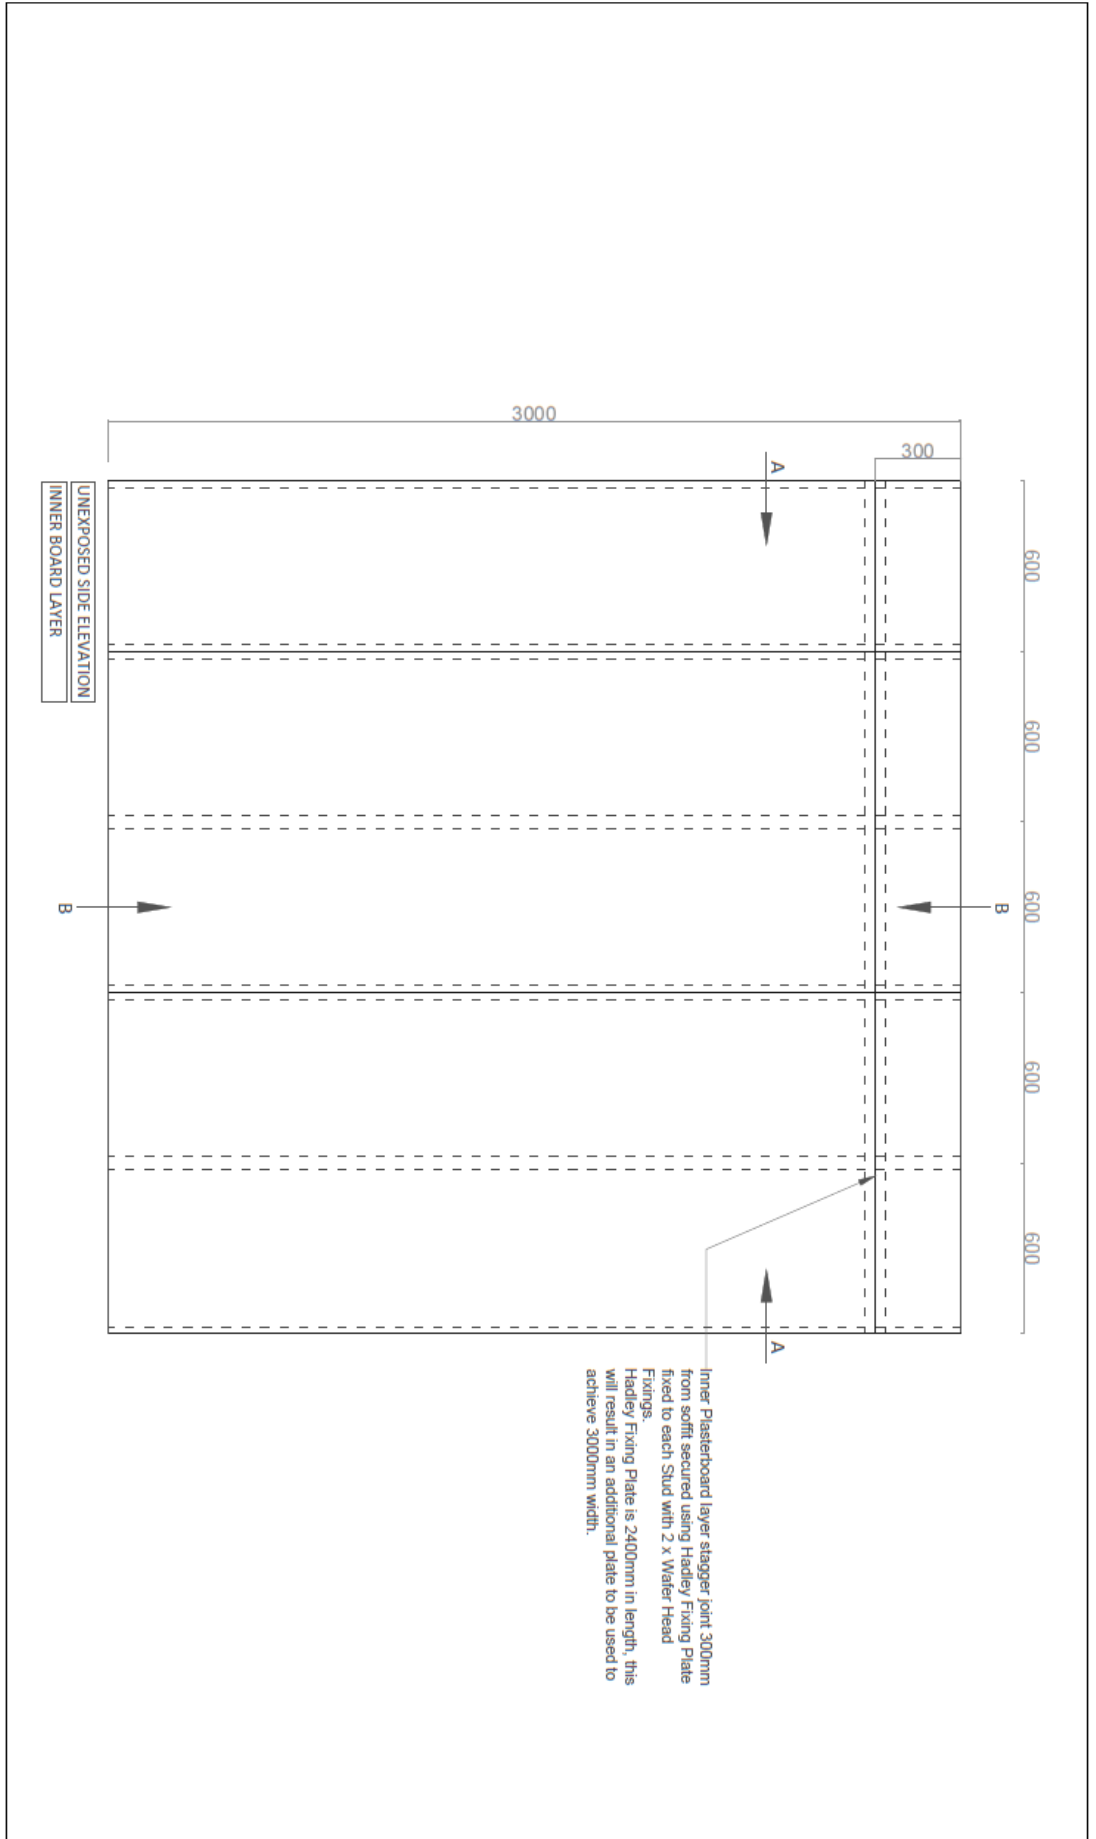 3000
300
A
600
600
600
600
600
B
B
A
Inner Plasterboard layer stagger joint 300mm
from soffit secured using Hadley Fixing Plate
fixed to each Stud with 2 x Wafer Head
Fixings.
Hadley Fixing Plate is 2400mm in length, this
will result in an additional plate to be used to
achieve 3000mm width.
UNEXPOSED SIDE ELEVATION
INNER BOARD LAYER